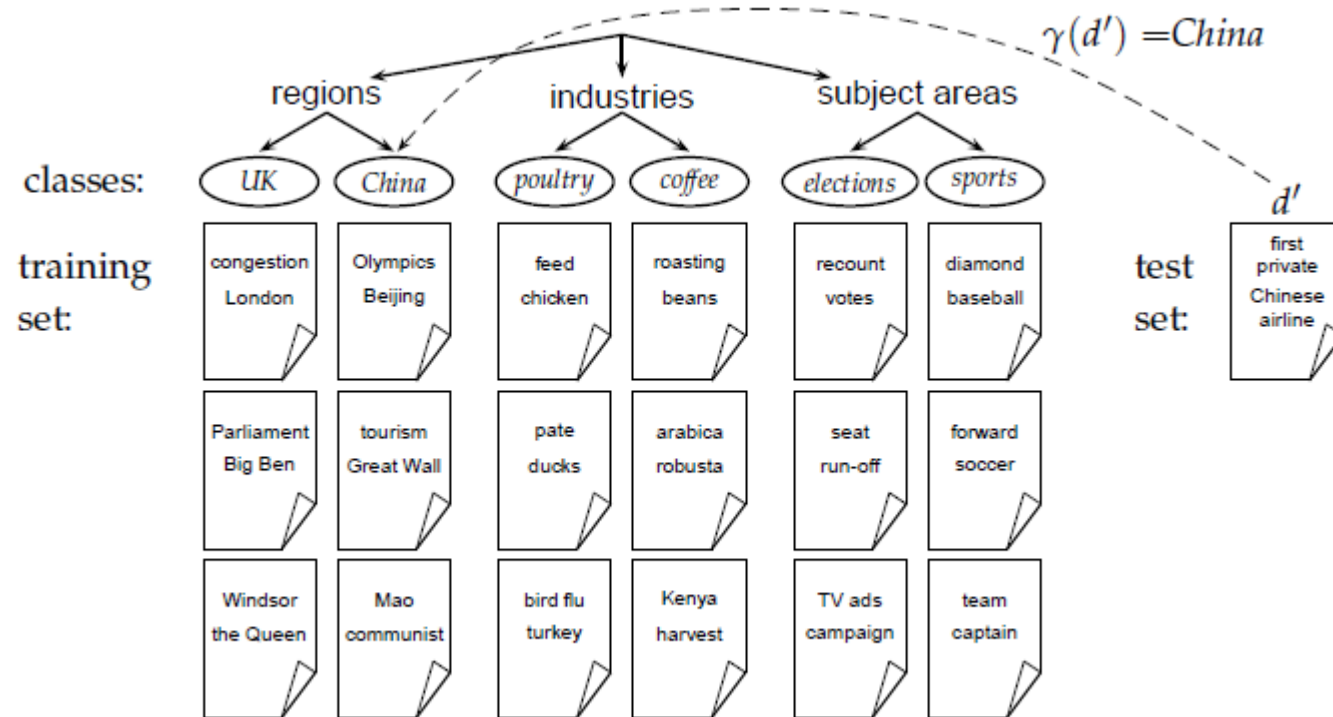 γ(d′) =China
regions
industries
subject areas
classes:
UK
China
poultry
coffee
elections
sports
d′
training
set:
congestion
London
Olympics
Beijing
feed
chicken
roasting
beans
recount
votes
diamond
baseball
test
set:
first
private
Chinese
airline
Parliament
Big Ben
tourism
Great Wall
pate
ducks
arabica
robusta
seat
run-off
forward
soccer
Windsor
the Queen
Mao
communist
bird flu
turkey
Kenya
harvest
TV ads
campaign
team
captain